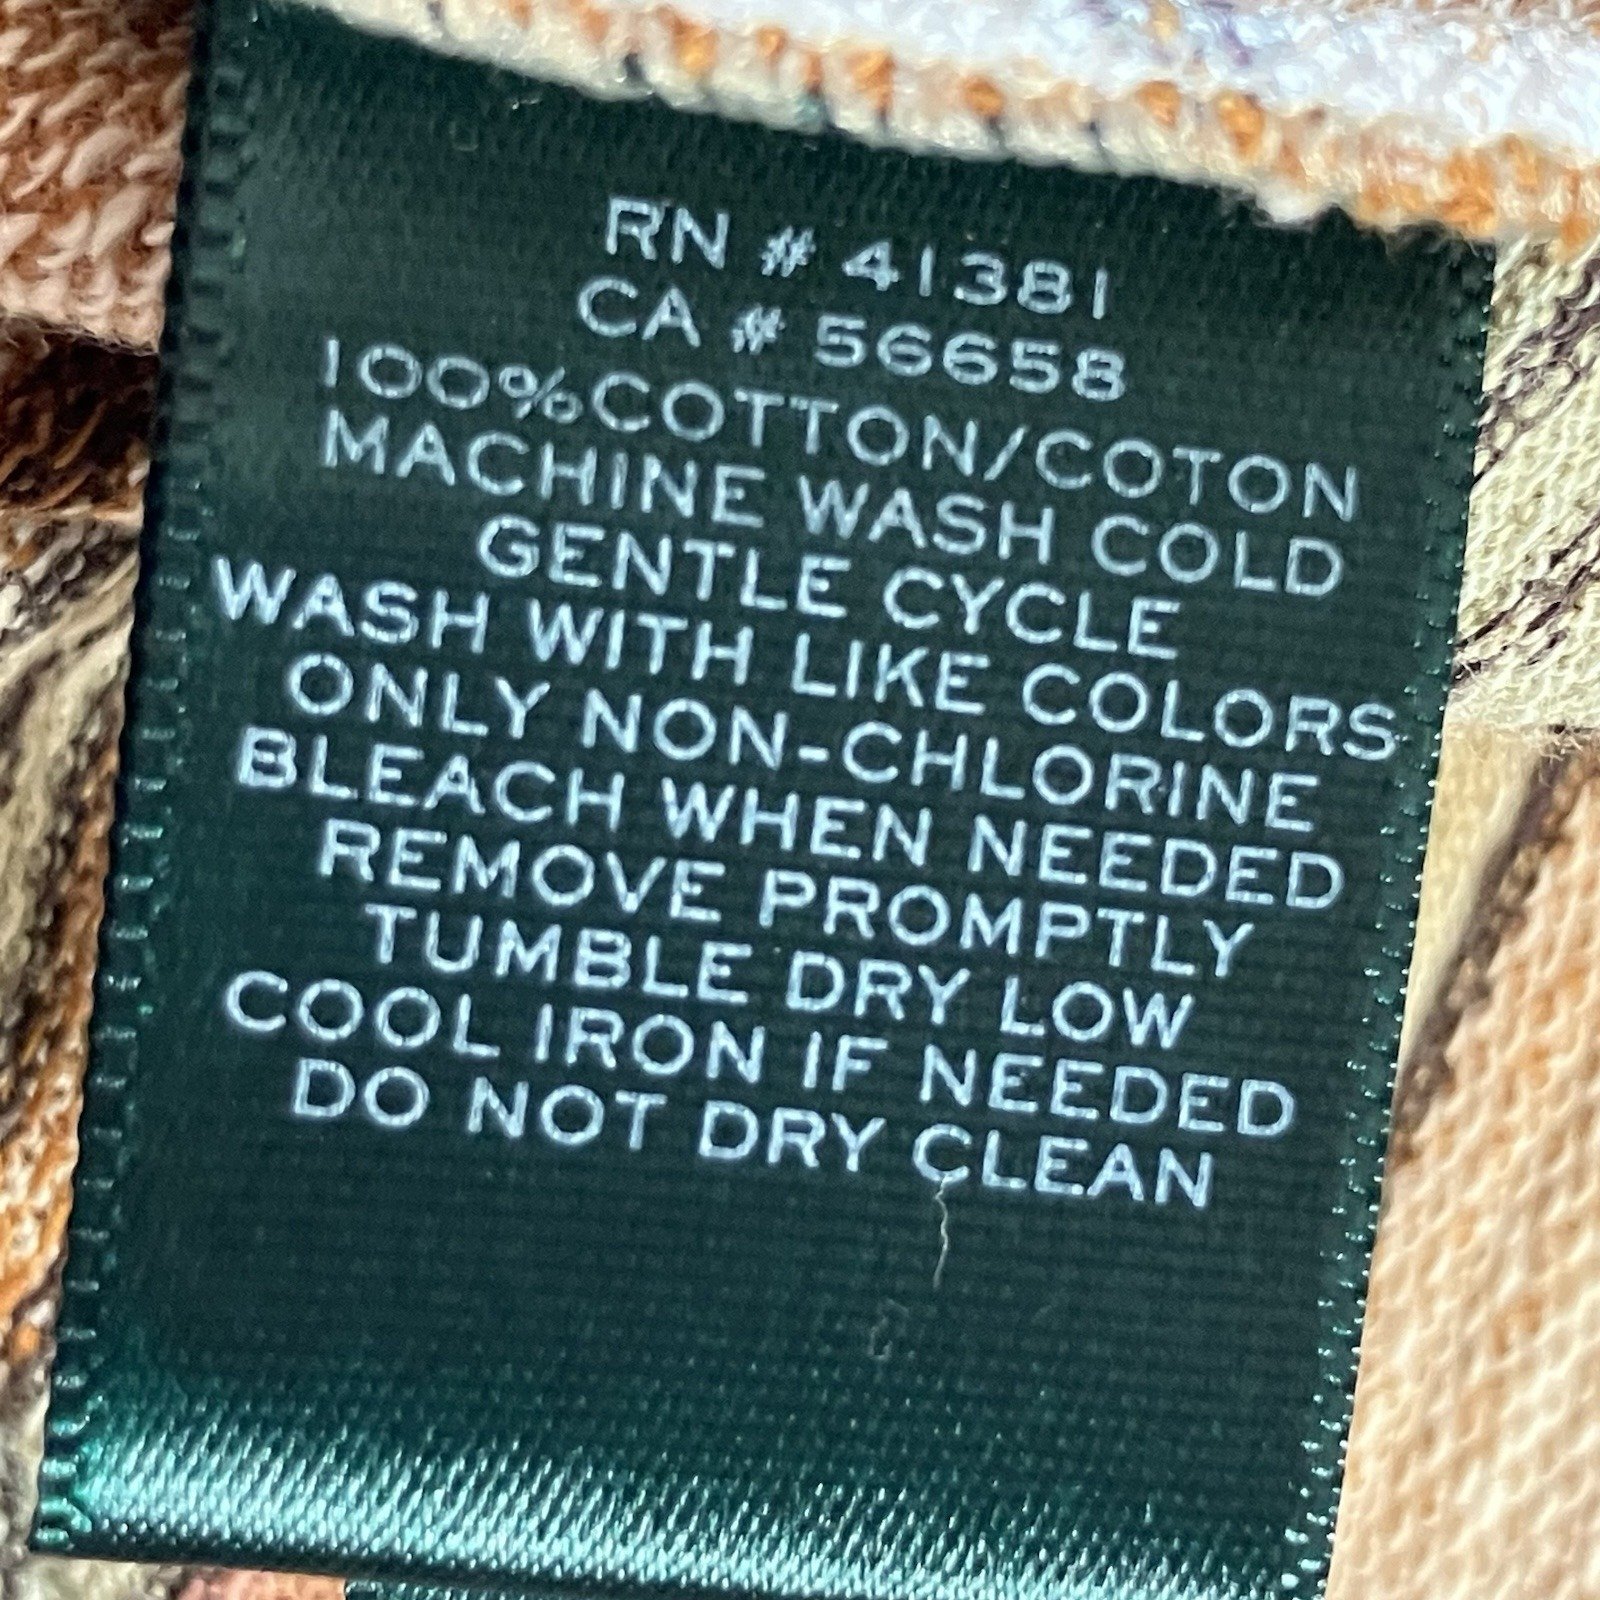 RN # 41381
CA # 56658
100%COTTON/COTON
MACHINE WASH COLD
GENTLE CYCLE
WASH WITH LIKE COLORS
ONLY NON-CHLORINE
BLEACH WHEN NEEDED
REMOVE PROMPTLY
TUMBLE DRY LOW
COOL IRON IF NEEDED
DO NOT DRY CLEAN